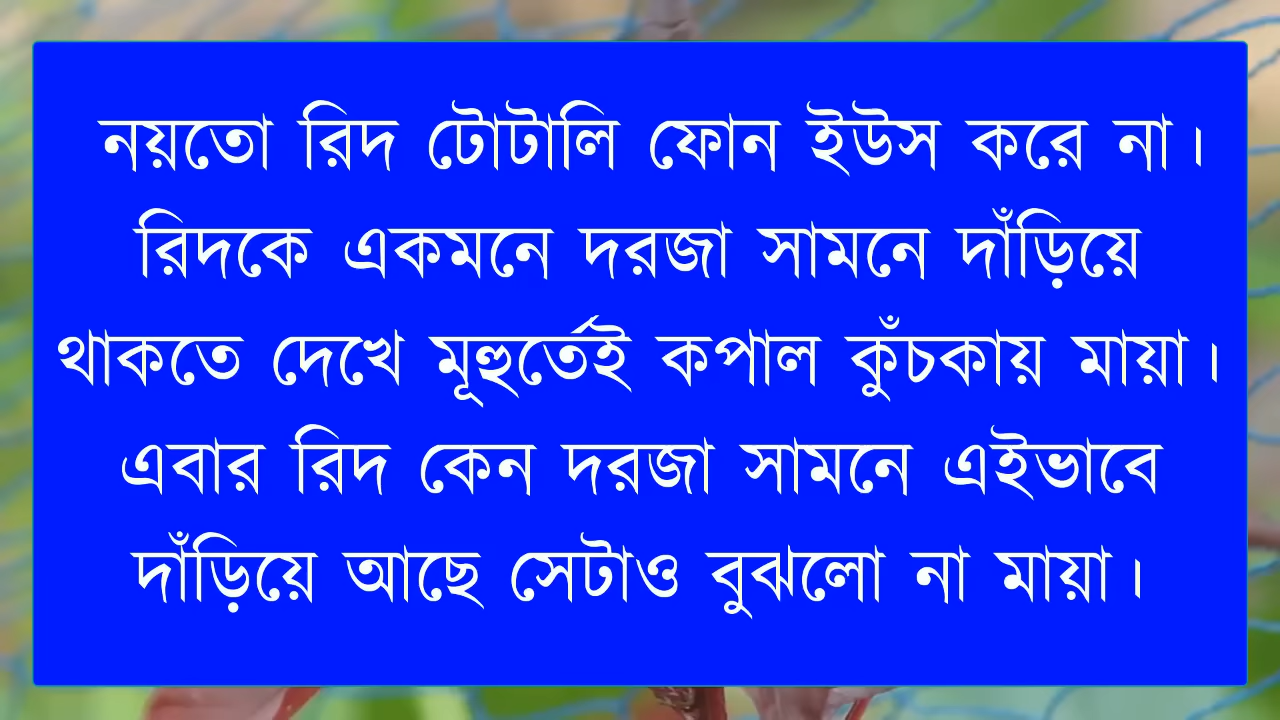 নয়তো রিদ টোটালি ফোন ইউস করে না।
রিদকে একমনে দরজা সামনে দাঁড়িয়ে
থাকতে দেখে মূহুর্তেই কপাল কুঁচকায় মায়া।
এবার রিদ কেন দরজা সামনে এইভাবে
দাঁড়িয়ে আছে সেটাও বুঝলো না মায়া।